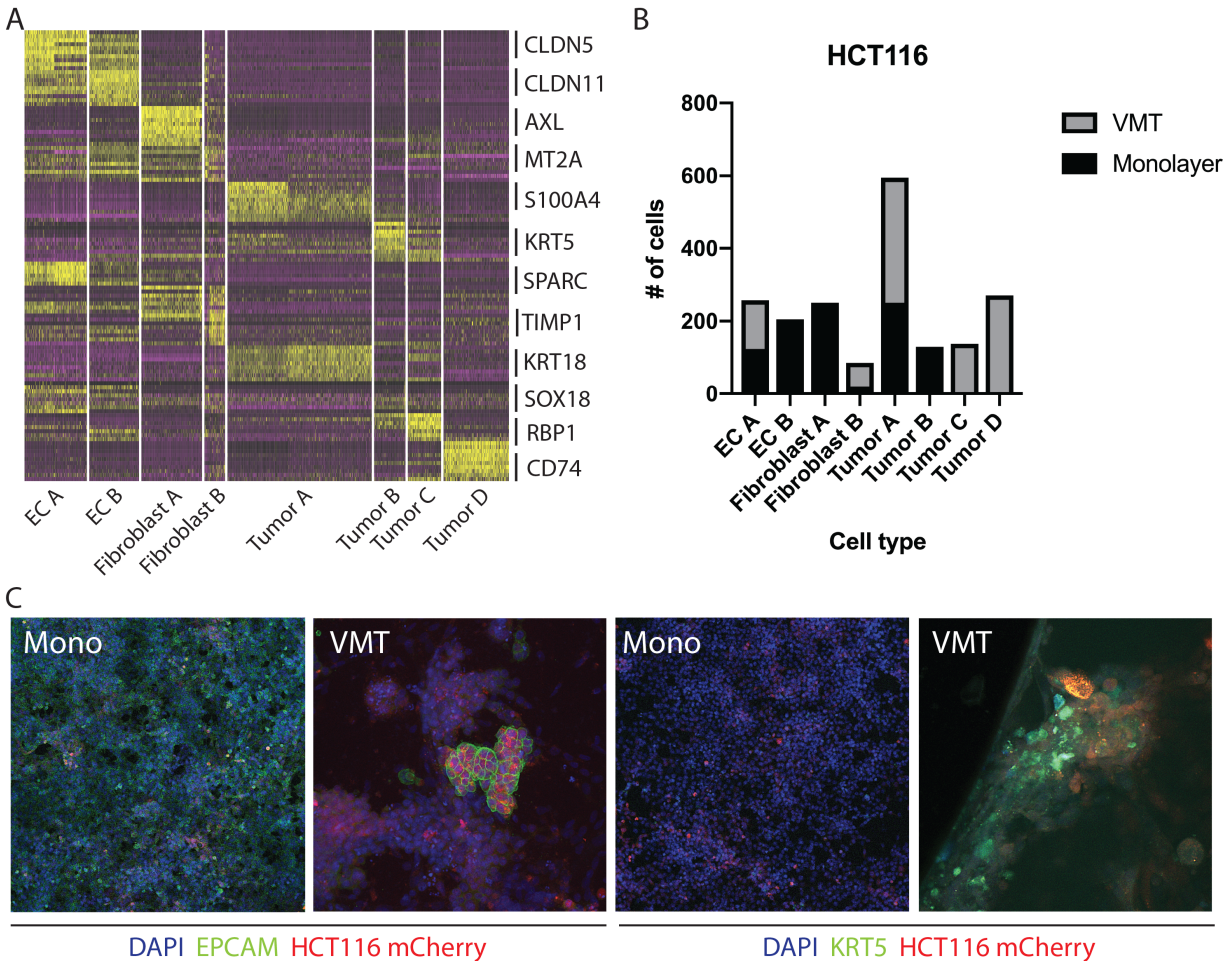 A
CLDN5
CLDN11
AXL
MT2A
S100A4
KRT5
SPARC
TIMP1
KRT18
SOX18
RBP1
CD74
EC A
EC B
Fibroblast A
Fibroblast B
Tumor A
Tumor B
Tumor C
Tumor D
B
HCT116
# of cells
800
600
400
200
0
VMT
Monolayer
EC A
EC B
Fibroblast A
Fibroblast B
Tumor A
Tumor B
Tumor C
Tumor D
Cell type
C
Mono
VMT
Mono
VMT
DAPI EPCAM HCT116 mCherry
DAPI KRT5 HCT116 mCherry